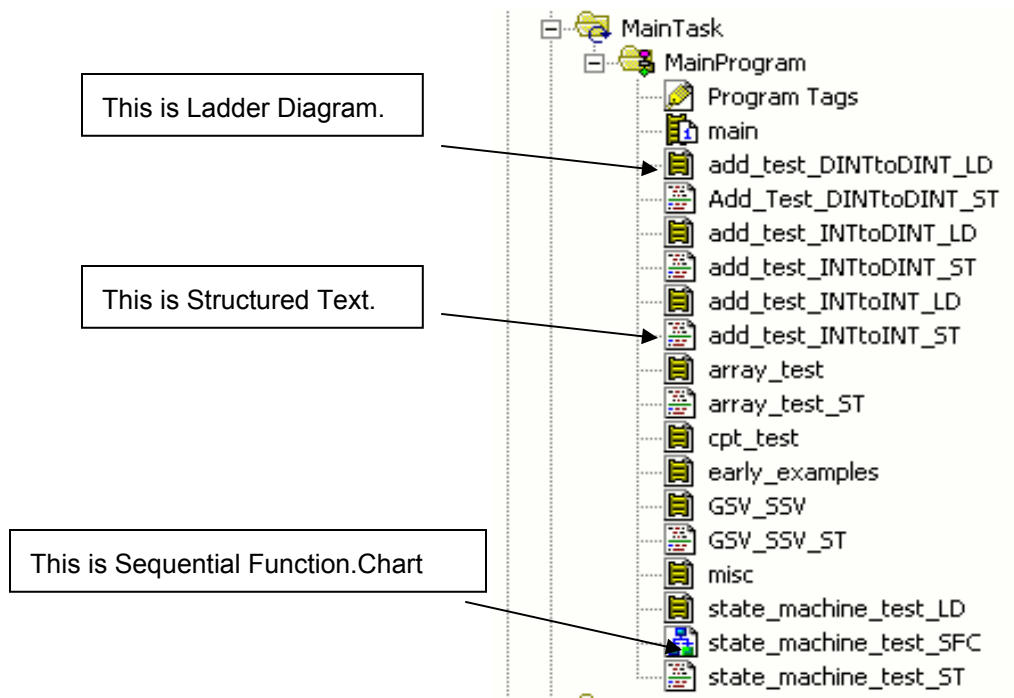 MainTask
MainProgram
This is Ladder Diagram.
Program Tags
main
add_test_DINTtoDINT_LD
Add_Test_DINTtoDINT_ST
add_test_INTtoDINT_LD
add_test_INTtoDINT_ST
This is Structured Text.
add_test_INTtoINT_LD
add_test_INTtoINT_ST
array_test
array_test_ST
cpt_test
early_examples
GSV_SSV
GSV_SSV_ST
This is Sequential Function.Chart
misc
state_machine_test_LD
state_machine_test_SFC
state_machine_test_ST